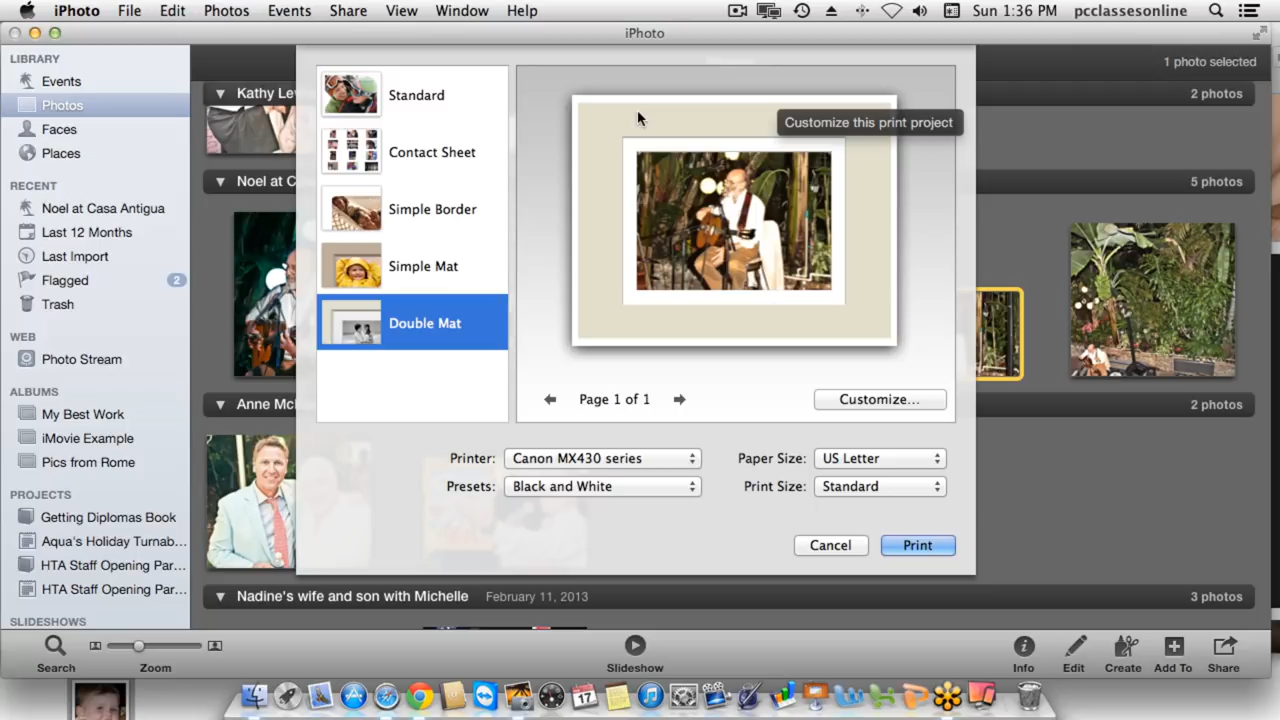 iPhoto File Edit Photos Events Share View Window Help Sun 1:36 PM pcclassesonline
iPhoto
LIBRARY
Events
Photos
Faces
Places
RECENT
Noel at Casa Antigua
Last 12 Months
Last Import
Flagged 2
Trash
WEB
Photo Stream
ALBUMS
My Best Work
iMovie Example
Pics from Rome
PROJECTS
Getting Diplomas Book
Aqua's Holiday Turnab...
HTA Staff Opening Par...
HTA Staff Opening Par...
SLIDESHOWS
1 photo selected
Kathy Le 2 photos
Noel at C 5 photos
Anne Mc 2 photos
Nadine's wife and son with Michelle February 11, 2013 3 photos
Standard
Contact Sheet
Simple Border
Simple Mat
Double Mat
Customize this print project
Page 1 of 1
Customize...
Printer: Canon MX430 series
Paper Size: US Letter
Presets: Black and White
Print Size: Standard
Cancel
Print
Search
Zoom
Slideshow
Info
Edit
Create
Add To
Share
17